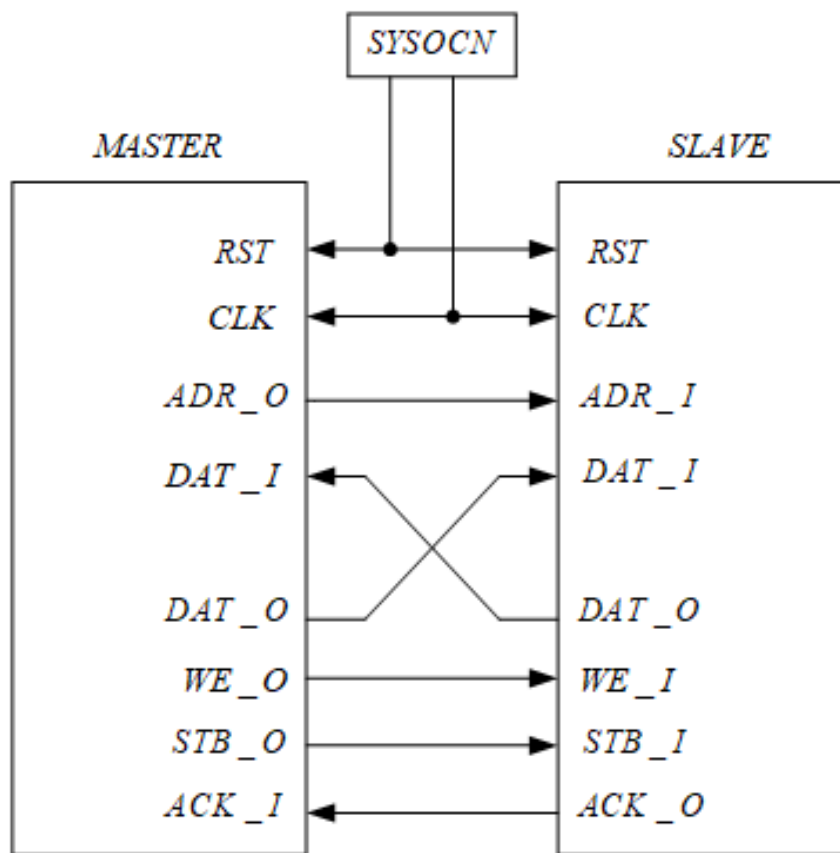 SYSOCN
MASTER
SLAVE
RST
RST
CLK
CLK
ADR_O
ADR_I
DAT_I
DAT_I
DAT_O
DAT_O
WE_O
WE_I
STB_O
STB_I
ACK_I
ACK_O